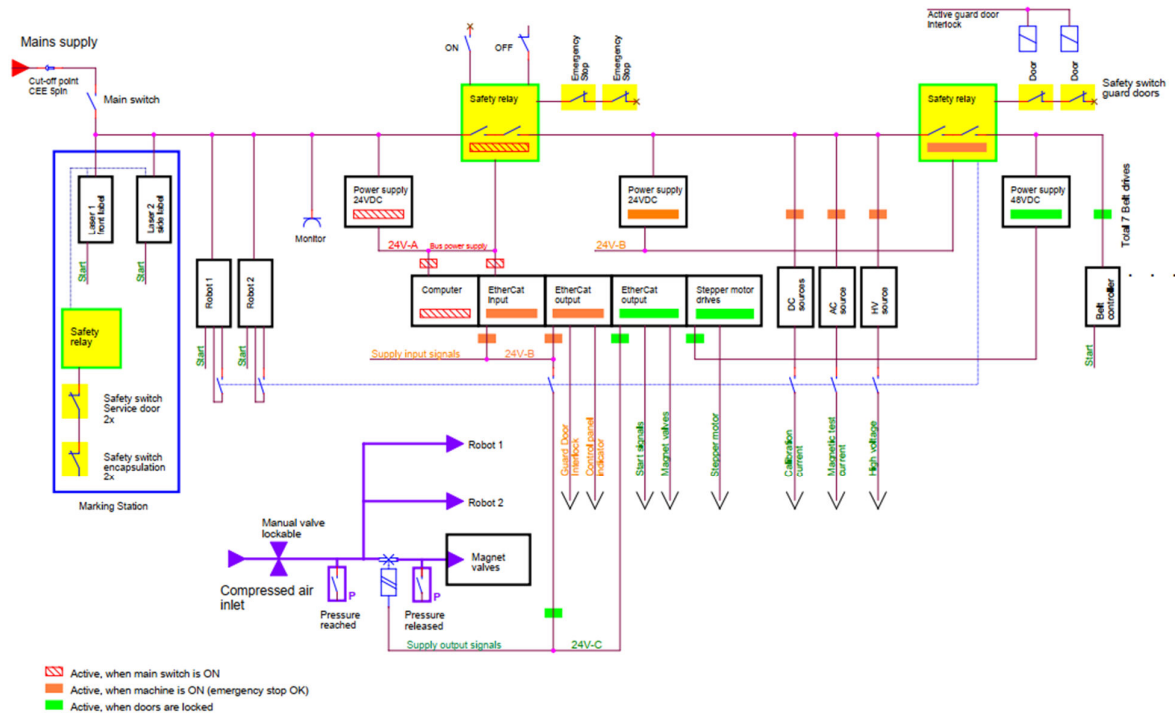 Mains supply
Cut-off point
CEE 5pin
Main switch
ON
OFF
Emergency
Stop
Emergency
Stop
Safety relay
Active guard door
Interlock
Door
Door
Safety switch
guard doors
Safety relay
Laser 1
front label
Laser 2
side label
Start
Start
Safety
relay
Safety switch
Service door
2x
Safety switch
encapsulation
2x
Marking Station
Robot 1
Robot 2
Start
Start
Monitor
Power supply
24VDC
24V-A
Bus power supply
Power supply
24VDC
24V-B
Power supply
48VDC
Total 7 Belt drives
Computer
EtherCat
Input
EtherCat
output
EtherCat
output
Stepper motor
drives
DC
sources
AC
source
HV
source
Belt
controller
. . .
Start
Supply input signals
24V-B
Guard Door
Interlock
Control panel
indicator
Start signals
Magnet valves
Stepper motor
Calibration
current
Magnetic test
current
High voltage
Robot 1
Robot 2
Manual valve
lockable
Compressed air
inlet
P
Pressure
reached
P
Pressure
released
Magnet
valves
Supply output signals
24V-C
Active, when main switch is ON
Active, when machine is ON (emergency stop OK)
Active, when doors are locked